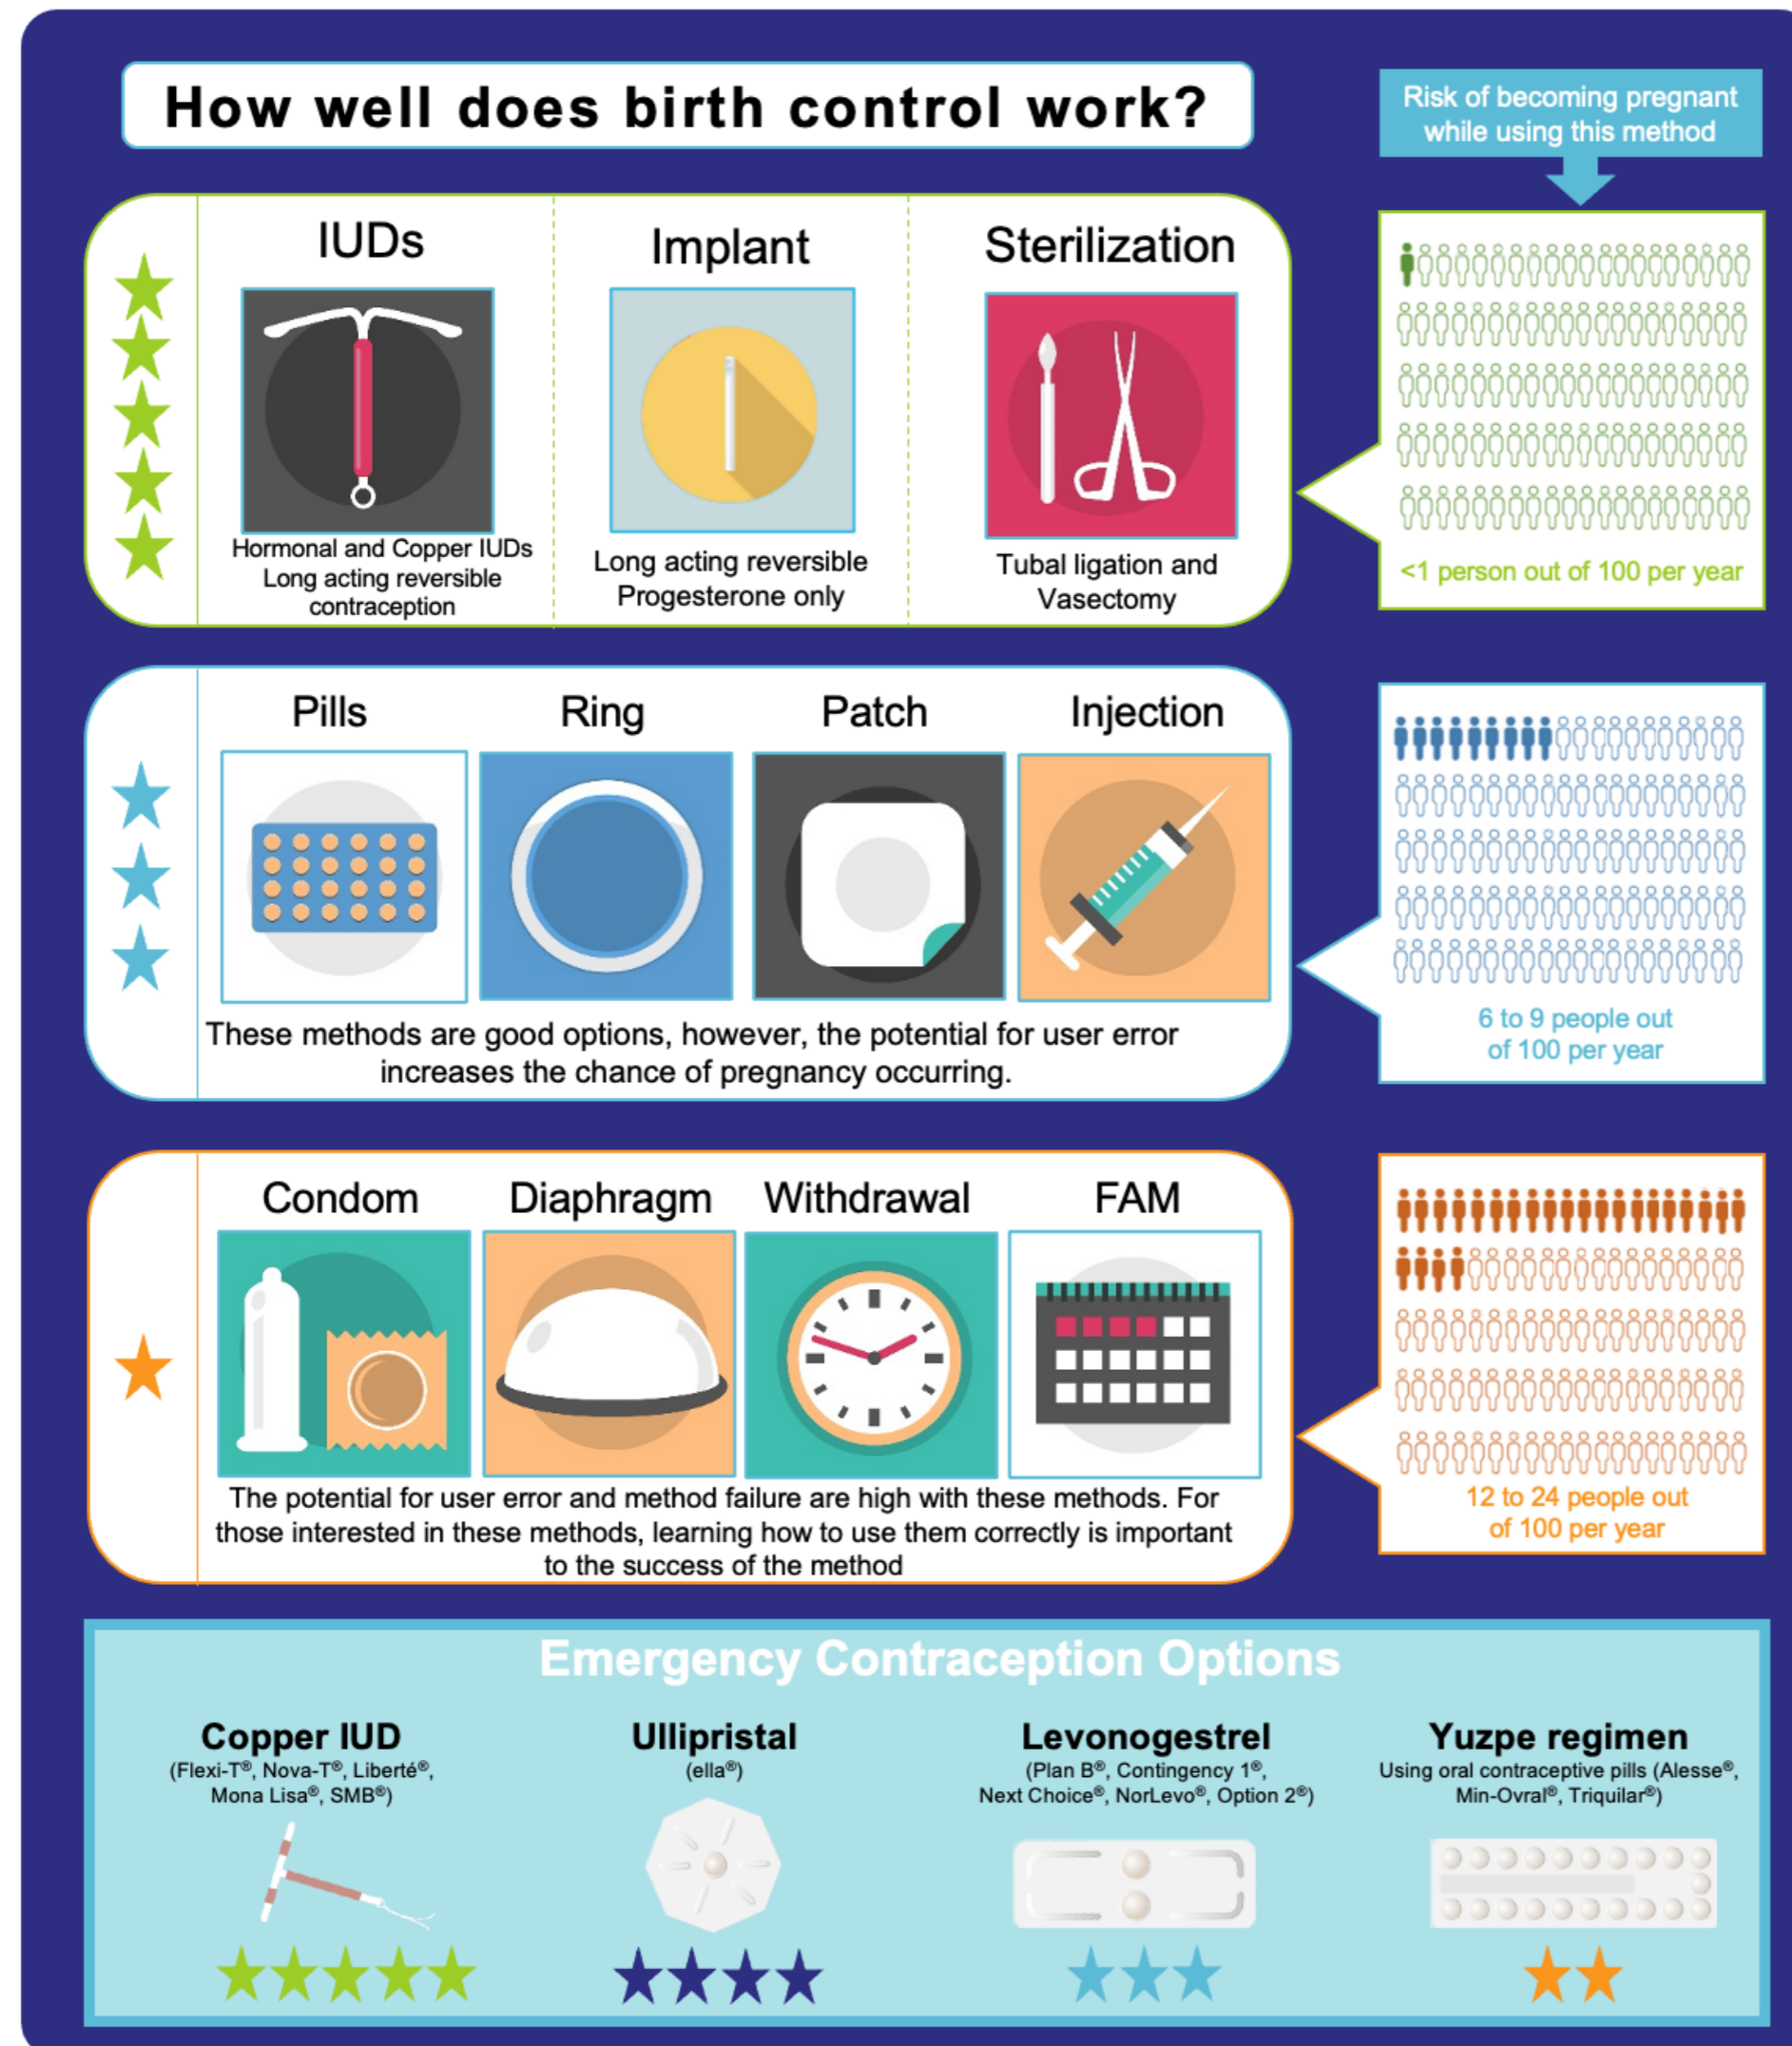 How well does birth control work?
Risk of becoming pregnant
while using this method
IUDs
Hormonal and Copper IUDs
Long acting reversible
contraception
Implant
Long acting reversible
Progesterone only
Sterilization
Tubal ligation and
Vasectomy
<1 person out of 100 per year
Pills
Ring
Patch
Injection
These methods are good options, however, the potential for user error
increases the chance of pregnancy occurring.
6 to 9 people out
of 100 per year
Condom
Diaphragm
Withdrawal
FAM
The potential for user error and method failure are high with these methods. For
those interested in these methods, learning how to use them correctly is important
to the success of the method
12 to 24 people out
of 100 per year
Emergency Contraception Options
Copper IUD
(Flexi-T®, Nova-T®, Liberté®,
Mona Lisa®, SMB®)
Ullipristal
(ella®)
Levonogestrel
(Plan B®, Contingency 1®,
Next Choice®, NorLevo®, Option 2®)
Yuzpe regimen
Using oral contraceptive pills (Alesse®,
Min-Ovral®, Triquilar®)